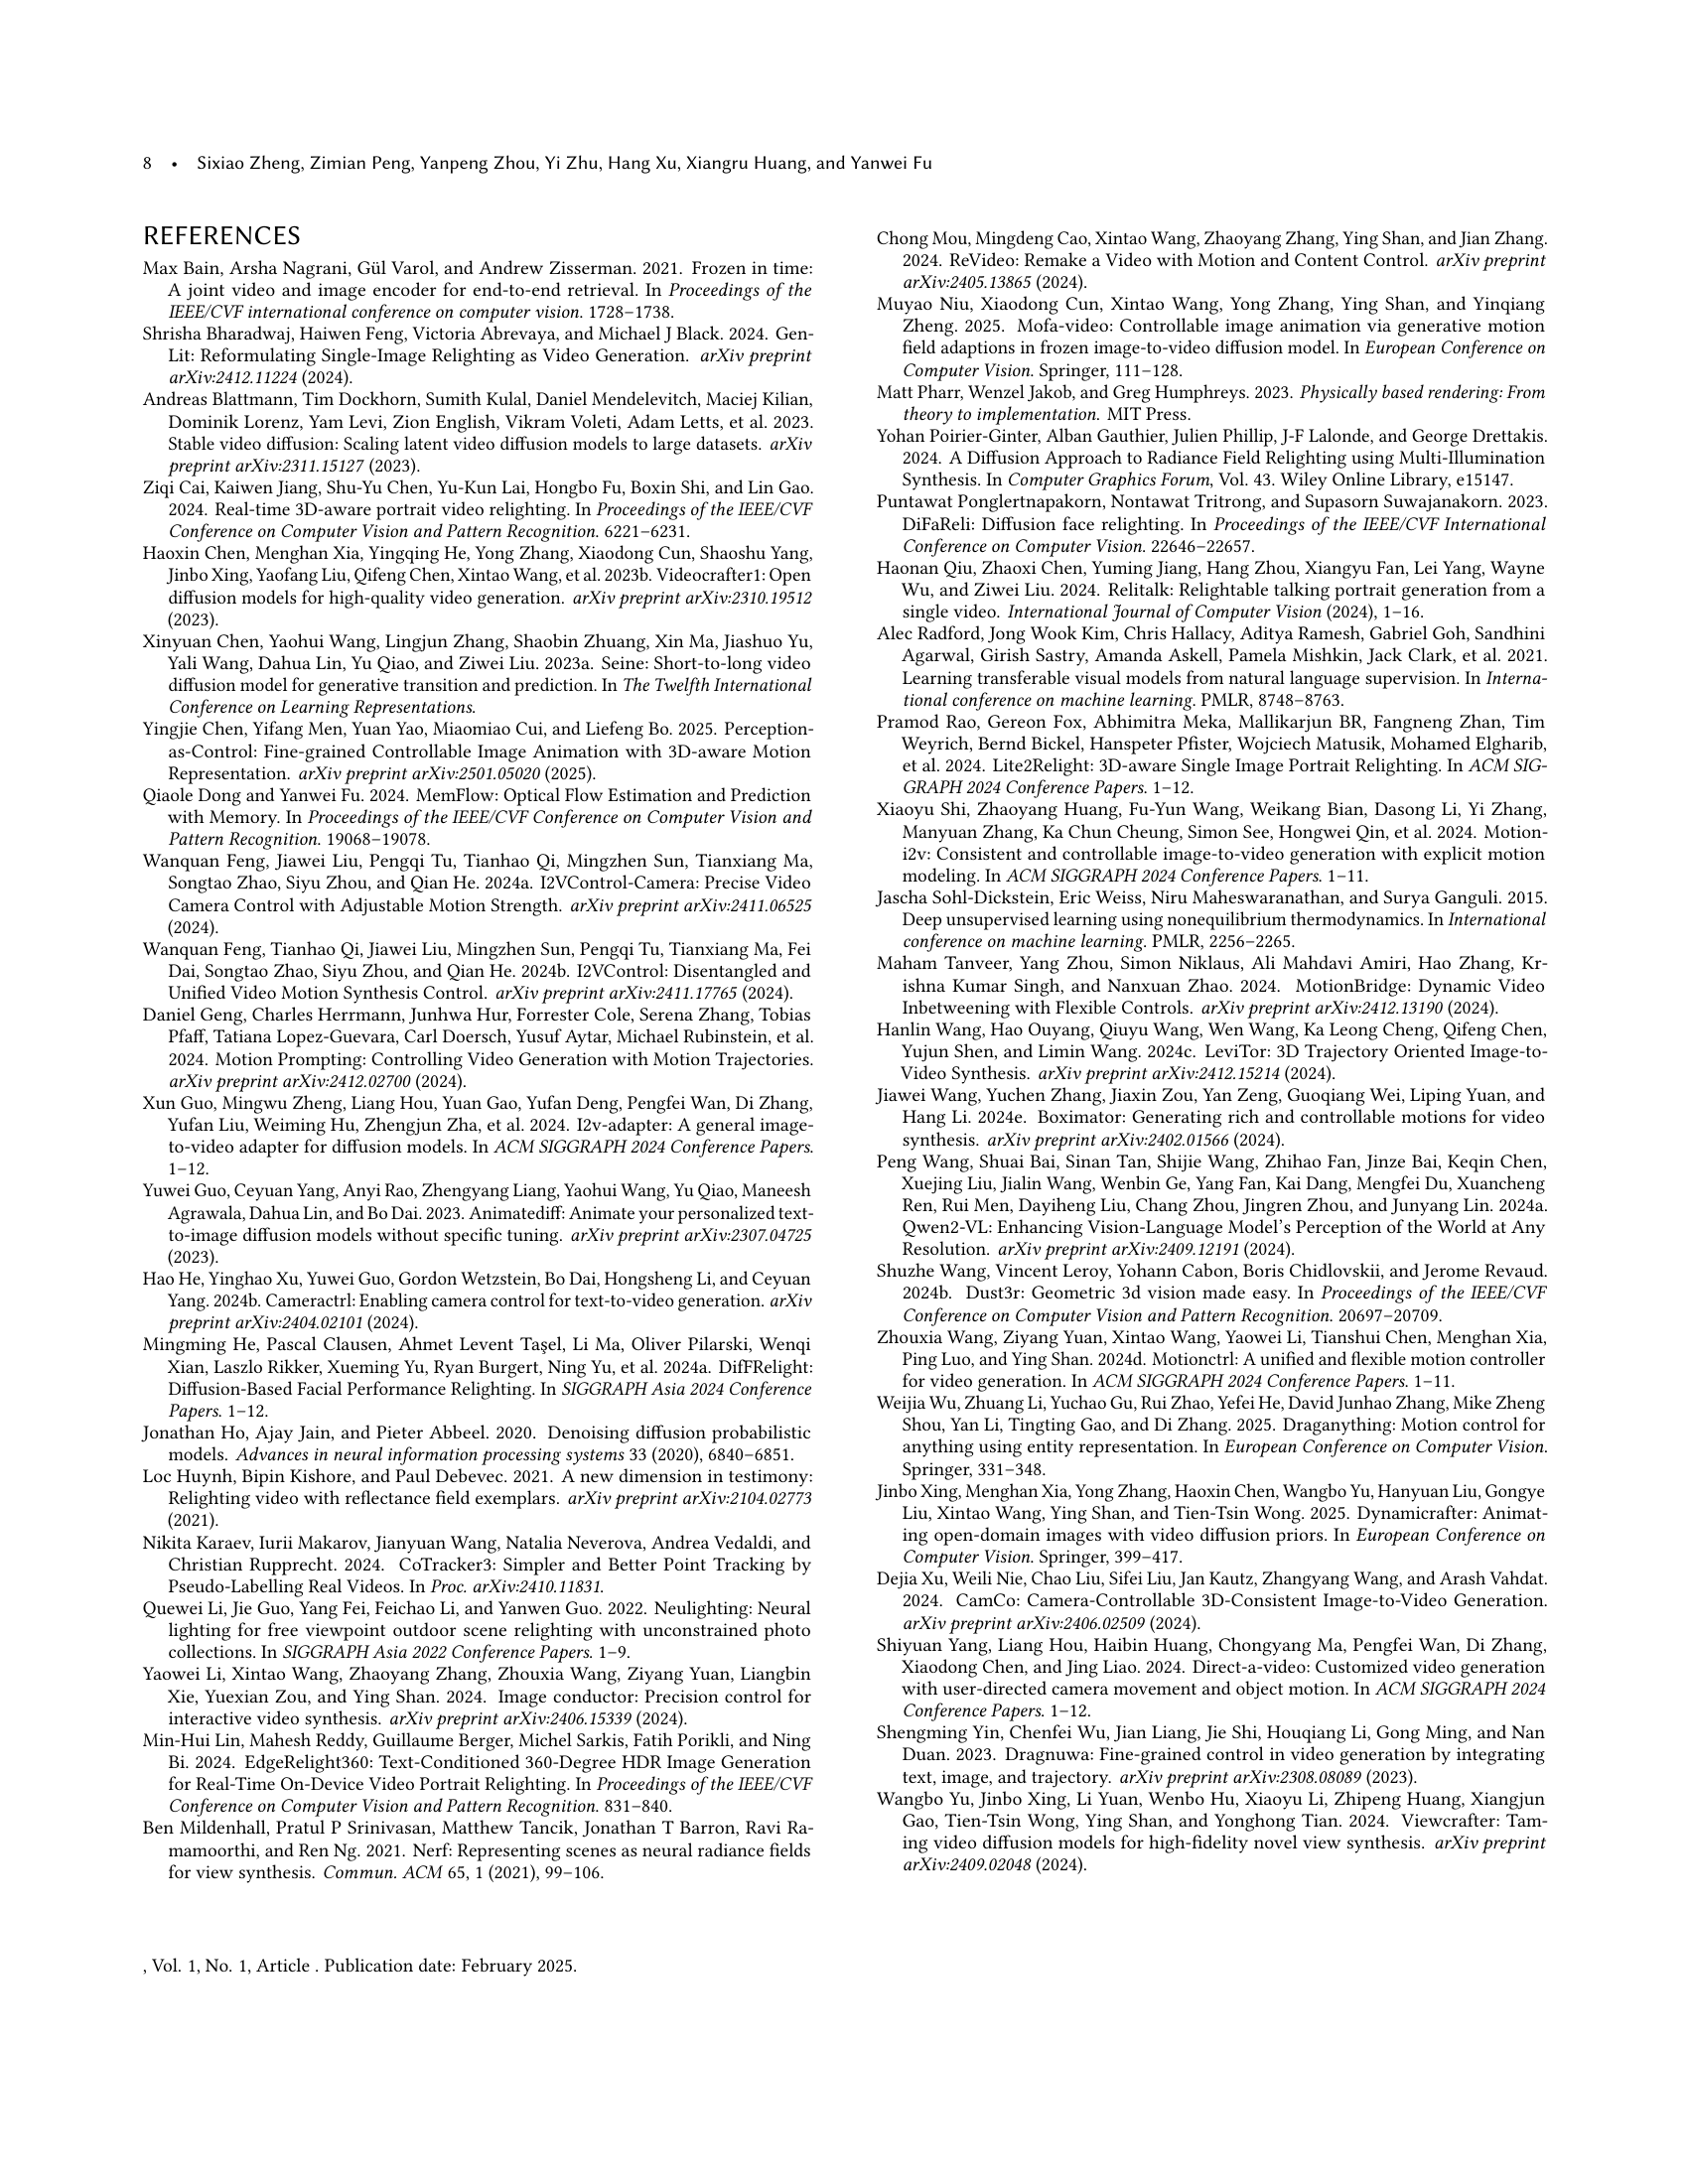 8 • Sixiao Zheng, Zimian Peng, Yanpeng Zhou, Yi Zhu, Hang Xu, Xiangru Huang, and Yanwei Fu
REFERENCES
Max Bain, Arsha Nagrani, Gül Varol, and Andrew Zisserman. 2021. Frozen in time:
A joint video and image encoder for end-to-end retrieval. In Proceedings of the
IEEE/CVF international conference on computer vision. 1728–1738.
Shrisha Bharadwaj, Haiwen Feng, Victoria Abrevaya, and Michael J Black. 2024. Gen-
Lit: Reformulating Single-Image Relighting as Video Generation. arXiv preprint
arXiv:2412.11224 (2024).
Andreas Blattmann, Tim Dockhorn, Sumith Kulal, Daniel Mendelevitch, Maciej Kilian,
Dominik Lorenz, Yam Levi, Zion English, Vikram Voleti, Adam Letts, et al. 2023.
Stable video diffusion: Scaling latent video diffusion models to large datasets. arXiv
preprint arXiv:2311.15127 (2023).
Ziqi Cai, Kaiwen Jiang, Shu-Yu Chen, Yu-Kun Lai, Hongbo Fu, Boxin Shi, and Lin Gao.
2024. Real-time 3D-aware portrait video relighting. In Proceedings of the IEEE/CVF
Conference on Computer Vision and Pattern Recognition. 6221–6231.
Haoxin Chen, Menghan Xia, Yingqing He, Yong Zhang, Xiaodong Cun, Shaoshu Yang,
Jinbo Xing, Yaofang Liu, Qifeng Chen, Xintao Wang, et al. 2023b. Videocrafter1: Open
diffusion models for high-quality video generation. arXiv preprint arXiv:2310.19512
(2023).
Xinyuan Chen, Yaohui Wang, Lingjun Zhang, Shaobin Zhuang, Xin Ma, Jiashuo Yu,
Yali Wang, Dahua Lin, Yu Qiao, and Ziwei Liu. 2023a. Seine: Short-to-long video
diffusion model for generative transition and prediction. In The Twelfth International
Conference on Learning Representations.
Yingjie Chen, Yifang Men, Yuan Yao, Miaomiao Cui, and Liefeng Bo. 2025. Perception-
as-Control: Fine-grained Controllable Image Animation with 3D-aware Motion
Representation. arXiv preprint arXiv:2501.05020 (2025).
Qiaole Dong and Yanwei Fu. 2024. MemFlow: Optical Flow Estimation and Prediction
with Memory. In Proceedings of the IEEE/CVF Conference on Computer Vision and
Pattern Recognition. 19068–19078.
Wanquan Feng, Jiawei Liu, Pengqi Tu, Tianhao Qi, Mingzhen Sun, Tianxiang Ma,
Songtao Zhao, Siyu Zhou, and Qian He. 2024a. I2VControl-Camera: Precise Video
Camera Control with Adjustable Motion Strength. arXiv preprint arXiv:2411.06525
(2024).
Wanquan Feng, Tianhao Qi, Jiawei Liu, Mingzhen Sun, Pengqi Tu, Tianxiang Ma, Fei
Dai, Songtao Zhao, Siyu Zhou, and Qian He. 2024b. I2VControl: Disentangled and
Unified Video Motion Synthesis Control. arXiv preprint arXiv:2411.17765 (2024).
Daniel Geng, Charles Herrmann, Junhwa Hur, Forrester Cole, Serena Zhang, Tobias
Pfaff, Tatiana Lopez-Guevara, Carl Doersch, Yusuf Aytar, Michael Rubinstein, et al.
2024. Motion Prompting: Controlling Video Generation with Motion Trajectories.
arXiv preprint arXiv:2412.02700 (2024).
Xun Guo, Mingwu Zheng, Liang Hou, Yuan Gao, Yufan Deng, Pengfei Wan, Di Zhang,
Yufan Liu, Weiming Hu, Zhengjun Zha, et al. 2024. I2v-adapter: A general image-
to-video adapter for diffusion models. In ACM SIGGRAPH 2024 Conference Papers.
1–12.
Yuwei Guo, Ceyuan Yang, Anyi Rao, Zhengyang Liang, Yaohui Wang, Yu Qiao, Maneesh
Agrawala, Dahua Lin, and Bo Dai. 2023. Animatediff: Animate your personalized text-
to-image diffusion models without specific tuning. arXiv preprint arXiv:2307.04725
(2023).
Hao He, Yinghao Xu, Yuwei Guo, Gordon Wetzstein, Bo Dai, Hongsheng Li, and Ceyuan
Yang. 2024b. Cameractrl: Enabling camera control for text-to-video generation. arXiv
preprint arXiv:2404.02101 (2024).
Mingming He, Pascal Clausen, Ahmet Levent Taşel, Li Ma, Oliver Pilarski, Wenqi
Xian, Laszlo Rikker, Xueming Yu, Ryan Burgert, Ning Yu, et al. 2024a. DifFRelight:
Diffusion-Based Facial Performance Relighting. In SIGGRAPH Asia 2024 Conference
Papers. 1–12.
Jonathan Ho, Ajay Jain, and Pieter Abbeel. 2020. Denoising diffusion probabilistic
models. Advances in neural information processing systems 33 (2020), 6840–6851.
Loc Huynh, Bipin Kishore, and Paul Debevec. 2021. A new dimension in testimony:
Relighting video with reflectance field exemplars. arXiv preprint arXiv:2104.02773
(2021).
Nikita Karaev, Iurii Makarov, Jianyuan Wang, Natalia Neverova, Andrea Vedaldi, and
Christian Rupprecht. 2024. CoTracker3: Simpler and Better Point Tracking by
Pseudo-Labelling Real Videos. In Proc. arXiv:2410.11831.
Quewei Li, Jie Guo, Yang Fei, Feichao Li, and Yanwen Guo. 2022. Neulighting: Neural
lighting for free viewpoint outdoor scene relighting with unconstrained photo
collections. In SIGGRAPH Asia 2022 Conference Papers. 1–9.
Yaowei Li, Xintao Wang, Zhaoyang Zhang, Zhouxia Wang, Ziyang Yuan, Liangbin
Xie, Yuexian Zou, and Ying Shan. 2024. Image conductor: Precision control for
interactive video synthesis. arXiv preprint arXiv:2406.15339 (2024).
Min-Hui Lin, Mahesh Reddy, Guillaume Berger, Michel Sarkis, Fatih Porikli, and Ning
Bi. 2024. EdgeRelight360: Text-Conditioned 360-Degree HDR Image Generation
for Real-Time On-Device Video Portrait Relighting. In Proceedings of the IEEE/CVF
Conference on Computer Vision and Pattern Recognition. 831–840.
Ben Mildenhall, Pratul P Srinivasan, Matthew Tancik, Jonathan T Barron, Ravi Ra-
mamoorthi, and Ren Ng. 2021. Nerf: Representing scenes as neural radiance fields
for view synthesis. Commun. ACM 65, 1 (2021), 99–106.
Chong Mou, Mingdeng Cao, Xintao Wang, Zhaoyang Zhang, Ying Shan, and Jian Zhang.
2024. ReVideo: Remake a Video with Motion and Content Control. arXiv preprint
arXiv:2405.13865 (2024).
Muyao Niu, Xiaodong Cun, Xintao Wang, Yong Zhang, Ying Shan, and Yinqiang
Zheng. 2025. Mofa-video: Controllable image animation via generative motion
field adaptions in frozen image-to-video diffusion model. In European Conference on
Computer Vision. Springer, 111–128.
Matt Pharr, Wenzel Jakob, and Greg Humphreys. 2023. Physically based rendering: From
theory to implementation. MIT Press.
Yohan Poirier-Ginter, Alban Gauthier, Julien Phillip, J-F Lalonde, and George Drettakis.
2024. A Diffusion Approach to Radiance Field Relighting using Multi-Illumination
Synthesis. In Computer Graphics Forum, Vol. 43. Wiley Online Library, e15147.
Puntawat Ponglertnapakorn, Nontawat Tritrong, and Supasorn Suwajanakorn. 2023.
DiFaReli: Diffusion face relighting. In Proceedings of the IEEE/CVF International
Conference on Computer Vision. 22646–22657.
Haonan Qiu, Zhaoxi Chen, Yuming Jiang, Hang Zhou, Xiangyu Fan, Lei Yang, Wayne
Wu, and Ziwei Liu. 2024. Relitalk: Relightable talking portrait generation from a
single video. International Journal of Computer Vision (2024), 1–16.
Alec Radford, Jong Wook Kim, Chris Hallacy, Aditya Ramesh, Gabriel Goh, Sandhini
Agarwal, Girish Sastry, Amanda Askell, Pamela Mishkin, Jack Clark, et al. 2021.
Learning transferable visual models from natural language supervision. In Interna-
tional conference on machine learning. PMLR, 8748–8763.
Pramod Rao, Gereon Fox, Abhimitra Meka, Mallikarjun BR, Fangneng Zhan, Tim
Weyrich, Bernd Bickel, Hanspeter Pfister, Wojciech Matusik, Mohamed Elgharib,
et al. 2024. Lite2Relight: 3D-aware Single Image Portrait Relighting. In ACM SIG-
GRAPH 2024 Conference Papers. 1–12.
Xiaoyu Shi, Zhaoyang Huang, Fu-Yun Wang, Weikang Bian, Dasong Li, Yi Zhang,
Manyuan Zhang, Ka Chun Cheung, Simon See, Hongwei Qin, et al. 2024. Motion-
i2v: Consistent and controllable image-to-video generation with explicit motion
modeling. In ACM SIGGRAPH 2024 Conference Papers. 1–11.
Jascha Sohl-Dickstein, Eric Weiss, Niru Maheswaranathan, and Surya Ganguli. 2015.
Deep unsupervised learning using nonequilibrium thermodynamics. In International
conference on machine learning. PMLR, 2256–2265.
Maham Tanveer, Yang Zhou, Simon Niklaus, Ali Mahdavi Amiri, Hao Zhang, Kr-
ishna Kumar Singh, and Nanxuan Zhao. 2024. MotionBridge: Dynamic Video
Inbetweening with Flexible Controls. arXiv preprint arXiv:2412.13190 (2024).
Hanlin Wang, Hao Ouyang, Qiuyu Wang, Wen Wang, Ka Leong Cheng, Qifeng Chen,
Yujun Shen, and Limin Wang. 2024c. LeviTor: 3D Trajectory Oriented Image-to-
Video Synthesis. arXiv preprint arXiv:2412.15214 (2024).
Jiawei Wang, Yuchen Zhang, Jiaxin Zou, Yan Zeng, Guoqiang Wei, Liping Yuan, and
Hang Li. 2024e. Boximator: Generating rich and controllable motions for video
synthesis. arXiv preprint arXiv:2402.01566 (2024).
Peng Wang, Shuai Bai, Sinan Tan, Shijie Wang, Zhihao Fan, Jinze Bai, Keqin Chen,
Xuejing Liu, Jialin Wang, Wenbin Ge, Yang Fan, Kai Dang, Mengfei Du, Xuancheng
Ren, Rui Men, Dayiheng Liu, Chang Zhou, Jingren Zhou, and Junyang Lin. 2024a.
Qwen2-VL: Enhancing Vision-Language Model's Perception of the World at Any
Resolution. arXiv preprint arXiv:2409.12191 (2024).
Shuzhe Wang, Vincent Leroy, Yohann Cabon, Boris Chidlovskii, and Jerome Revaud.
2024b. Dust3r: Geometric 3d vision made easy. In Proceedings of the IEEE/CVF
Conference on Computer Vision and Pattern Recognition. 20697–20709.
Zhouxia Wang, Ziyang Yuan, Xintao Wang, Yaowei Li, Tianshui Chen, Menghan Xia,
Ping Luo, and Ying Shan. 2024d. Motionctrl: A unified and flexible motion controller
for video generation. In ACM SIGGRAPH 2024 Conference Papers. 1–11.
Weijia Wu, Zhuang Li, Yuchao Gu, Rui Zhao, Yefei He, David Junhao Zhang, Mike Zheng
Shou, Yan Li, Tingting Gao, and Di Zhang. 2025. Draganything: Motion control for
anything using entity representation. In European Conference on Computer Vision.
Springer, 331–348.
Jinbo Xing, Menghan Xia, Yong Zhang, Haoxin Chen, Wangbo Yu, Hanyuan Liu, Gongye
Liu, Xintao Wang, Ying Shan, and Tien-Tsin Wong. 2025. Dynamicrafter: Animat-
ing open-domain images with video diffusion priors. In European Conference on
Computer Vision. Springer, 399–417.
Dejia Xu, Weili Nie, Chao Liu, Sifei Liu, Jan Kautz, Zhangyang Wang, and Arash Vahdat.
2024. CamCo: Camera-Controllable 3D-Consistent Image-to-Video Generation.
arXiv preprint arXiv:2406.02509 (2024).
Shiyuan Yang, Liang Hou, Haibin Huang, Chongyang Ma, Pengfei Wan, Di Zhang,
Xiaodong Chen, and Jing Liao. 2024. Direct-a-video: Customized video generation
with user-directed camera movement and object motion. In ACM SIGGRAPH 2024
Conference Papers. 1–12.
Shengming Yin, Chenfei Wu, Jian Liang, Jie Shi, Houqiang Li, Gong Ming, and Nan
Duan. 2023. Dragnuwa: Fine-grained control in video generation by integrating
text, image, and trajectory. arXiv preprint arXiv:2308.08089 (2023).
Wangbo Yu, Jinbo Xing, Li Yuan, Wenbo Hu, Xiaoyu Li, Zhipeng Huang, Xiangjun
Gao, Tien-Tsin Wong, Ying Shan, and Yonghong Tian. 2024. Viewcrafter: Tam-
ing video diffusion models for high-fidelity novel view synthesis. arXiv preprint
arXiv:2409.02048 (2024).
, Vol. 1, No. 1, Article . Publication date: February 2025.